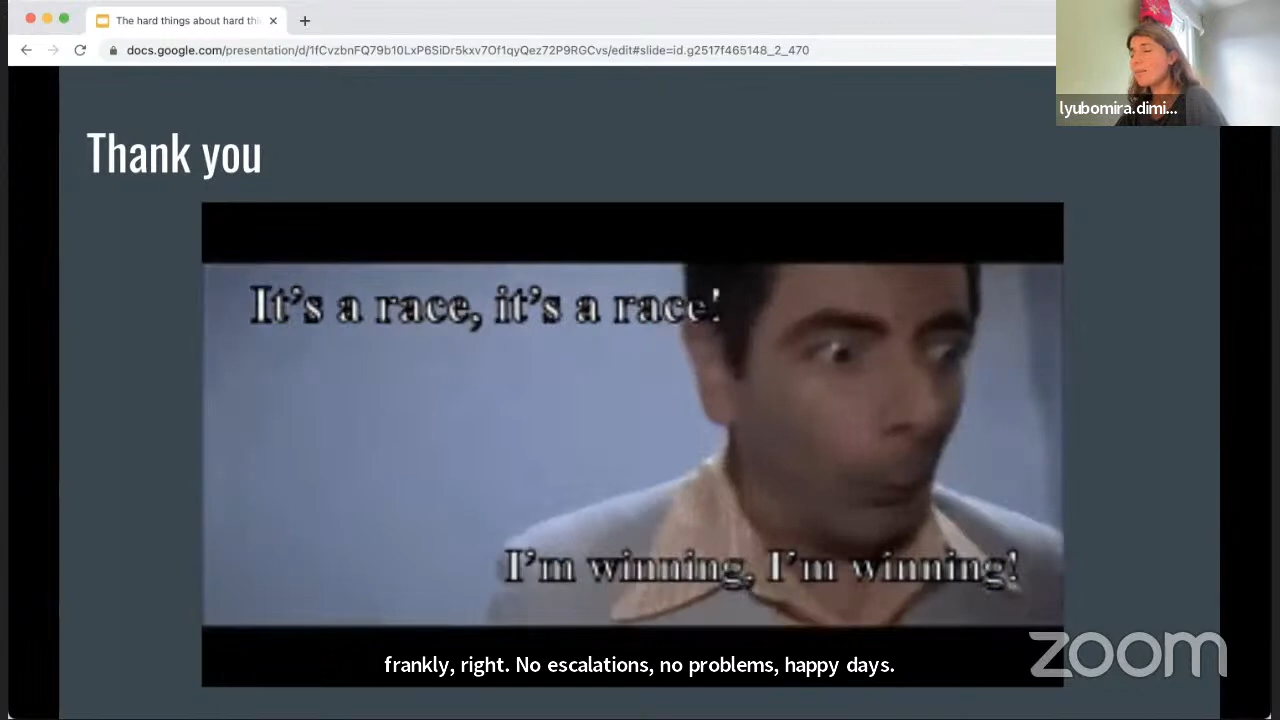 The hard things about hard thi
docs.google.com/presentation/d/1fCvzbnFQ79b10LxP6SiDr5kxv7Of1qyQez72P9RGCvs/edit#slide=id.g2517f465148_2_470
lyubomira.dimi...
Thank you
It's a race, it's a race!
I'm winning, I'm winning!
frankly, right. No escalations, no problems, happy days.
zoom